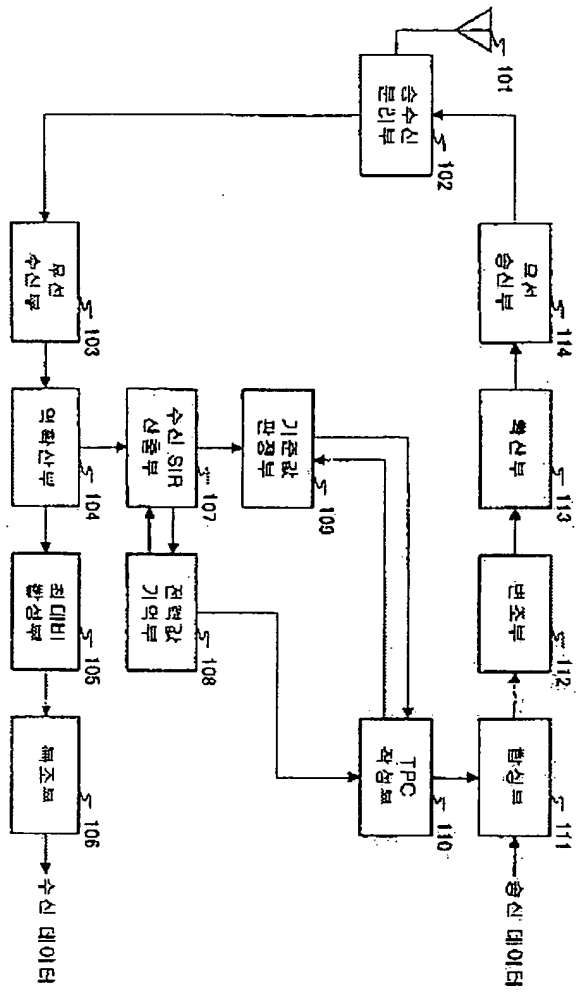 101
송수신
분리부
102
무선
수신부
103
역확산부
104
최대비
합성부
105
복조부
106
수신 데이터
수신 SIR
산출부
107
전력값
기억부
108
기준값
판정부
109
TPC
작성부
110
합성부
111
송신 데이터
변조부
112
확산부
113
무선
송신부
114